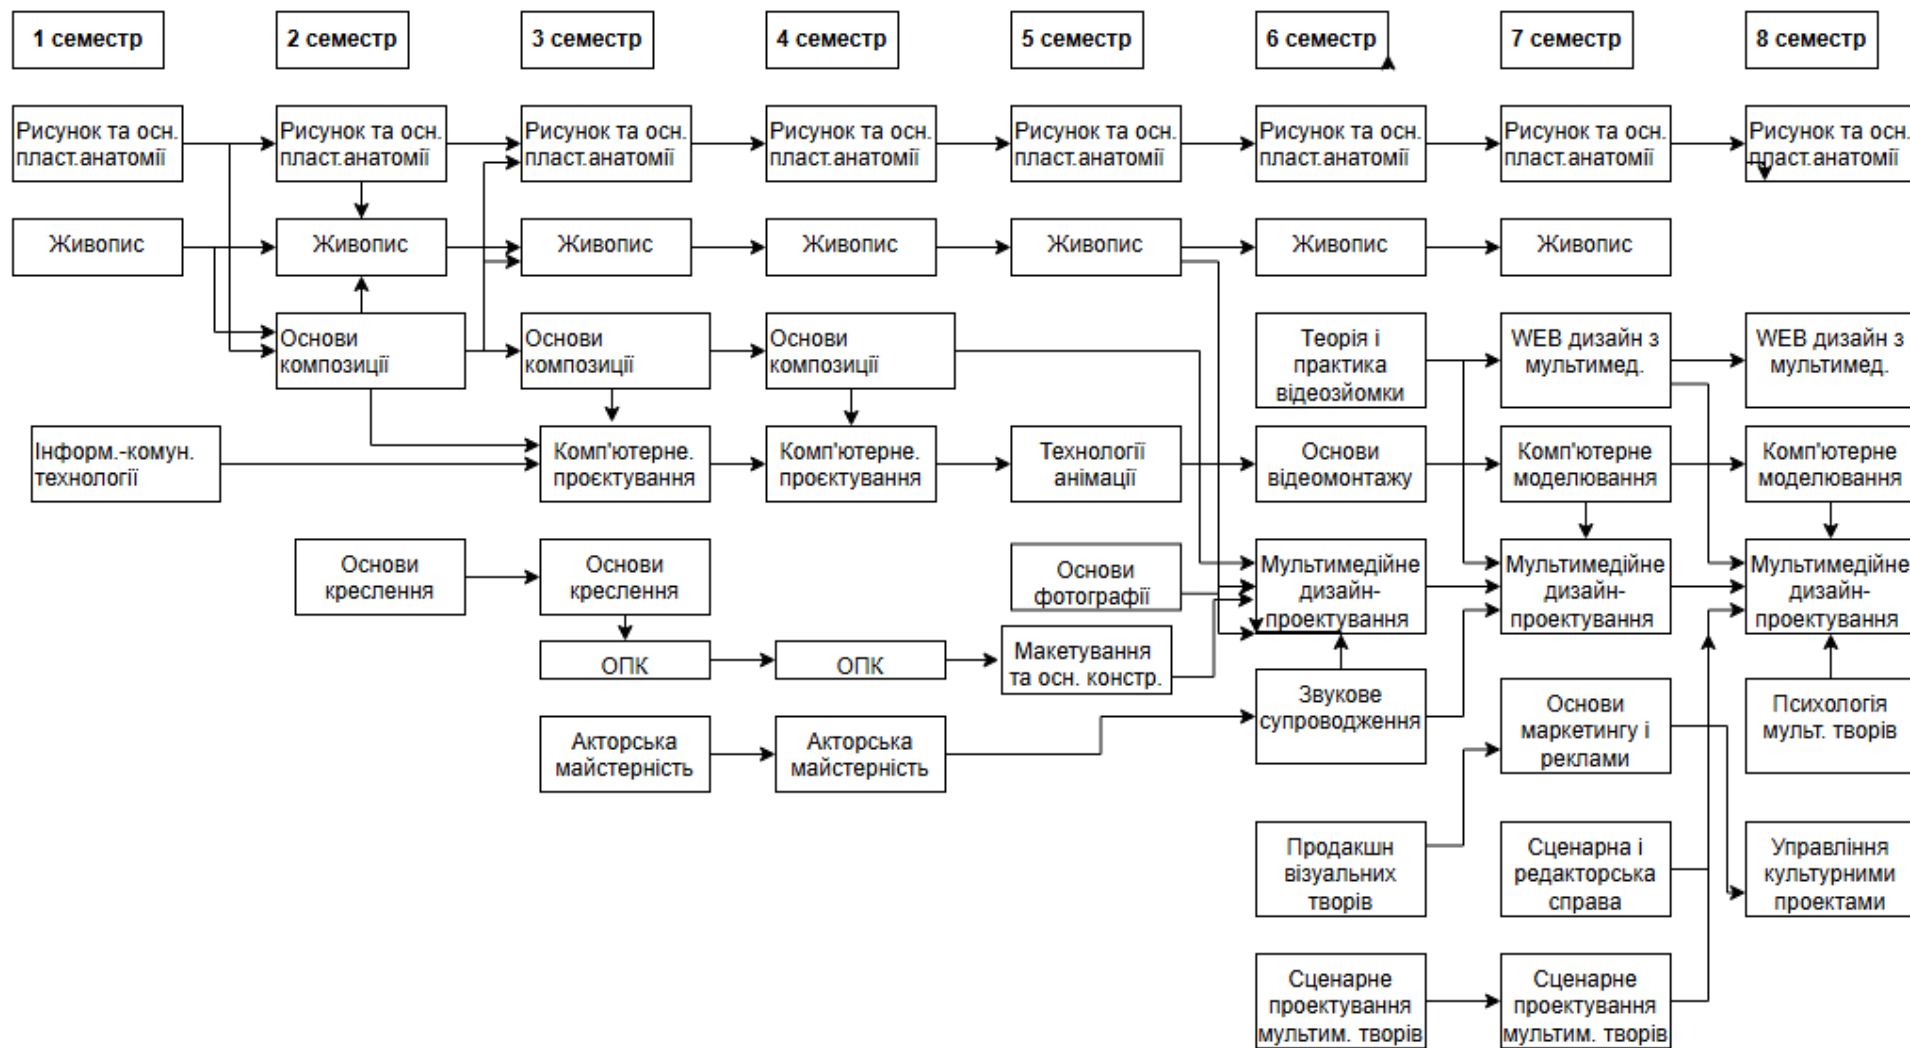 1 семестр
2 семестр
3 семестр
4 семестр
5 семестр
6 семестр
7 семестр
8 семестр
Рисунок та осн.
пласт.анатомії
Рисунок та осн.
пласт.анатомії
Рисунок та осн.
пласт.анатомії
Рисунок та осн.
пласт.анатомії
Рисунок та осн.
пласт.анатомії
Рисунок та осн.
пласт.анатомії
Рисунок та осн.
пласт.анатомії
Рисунок та осн.
пласт.анатомії
Живопис
Живопис
Живопис
Живопис
Живопис
Живопис
Живопис
Основи
композиції
Основи
композиції
Основи
композиції
Теорія і
практика
відеозйомки
WEB дизайн з
мультимед.
WEB дизайн з
мультимед.
Інформ.-комун.
технології
Комп'ютерне.
проєктування
Комп'ютерне.
проєктування
Технології
анімації
Основи
відеомонтажу
Комп'ютерне
моделювання
Комп'ютерне
моделювання
Основи
креслення
Основи
креслення
Основи
фотографії
Мультимедійне
дизайн-
проектування
Мультимедійне
дизайн-
проектування
Мультимедійне
дизайн-
проектування
ОПК
ОПК
Макетування
та осн. констр.
Акторська
майстерність
Акторська
майстерність
Звукове
супроводження
Основи
маркетингу і
реклами
Психологія
мульт. творів
Продакшн
візуальних
творів
Сценарна і
редакторська
справа
Управління
культурними
проектами
Сценарне
проектування
мультим. творів
Сценарне
проектування
мультим. творів